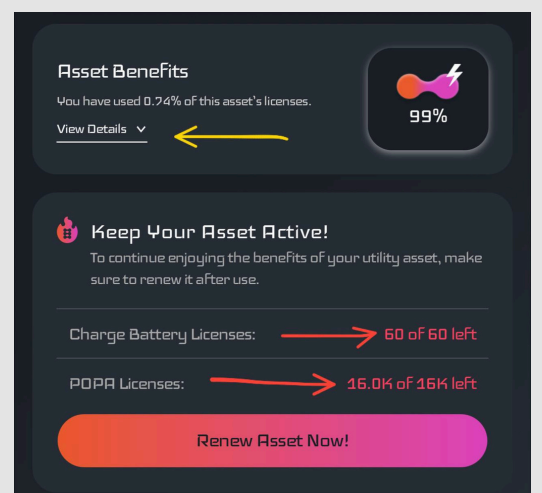 Asset Benefits
You have used 0.74% of this asset's licenses.
View Details
99%
Keep Your Asset Active!
To continue enjoying the benefits of your utility asset, make
sure to renew it after use.
Charge Battery Licenses: 60 of 60 left
POPA Licenses: 16.0K of 16K left
Renew Asset Now!